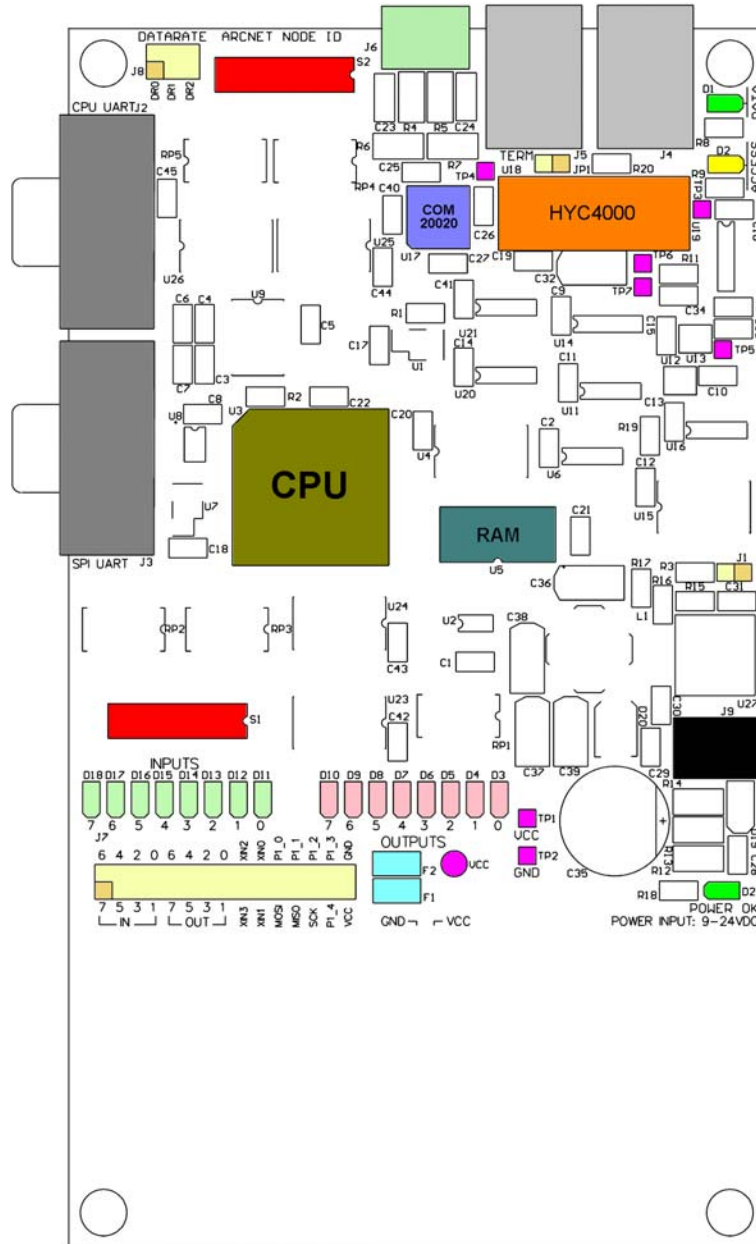 DATARATE ARCNET NODE ID
J6
S2
J8
DR0
DR1
DR2
D1
DATA
CPU UART J2
C23
R4
R5
C24
R8
RP5
R6
TERM
J5
J4
D2
ACCESS
C45
C25
R7
TP4
U18
JP1
R20
R9
RP4
C40
COM
20020
HYC4000
TP3
U19
C26
U26
U25
U17
C27
C19
C32
TP6
R11
C44
TP7
C34
C6
C4
U9
C5
R1
C41
C9
U21
U14
C15
U13
TP5
C17
U1
C14
U12
C7
C3
U20
C11
U11
C10
C8
R2
C22
U3
U8
C20
U4
C2
R19
C13
U16
CPU
U6
C12
U7
U15
RAM
C21
C18
U5
SPI UART
J3
R17
R3
J1
C36
R16
R15
C31
RP2
RP3
U24
U2
C38
L1
C43
C1
U27
S1
U23
C30
J9
C42
RP1
D20
C37
C39
C29
INPUTS
R14
D18 D17 D16 D15 D14 D13 D12 D11
D10 D9 D8 D7 D6 D5 D4 D3
7 6 5 4 3 2 1 0
7 6 5 4 3 2 1 0
TP1
VCC
J7
OUTPUTS
6 4 2 0 6 4 2 0 XIN2 XIN0 P1_0 P1_1 P1_2 P1_3 GND
F2
VCC
TP2
GND
C35
R13
R12
C28
F1
R18
7 5 3 1 7 5 3 1 XIN3 XIN1 MOSI MISO SCK P1_4 VCC
IN
OUT
GND
VCC
POWER OK
POWER INPUT: 9-24VDC